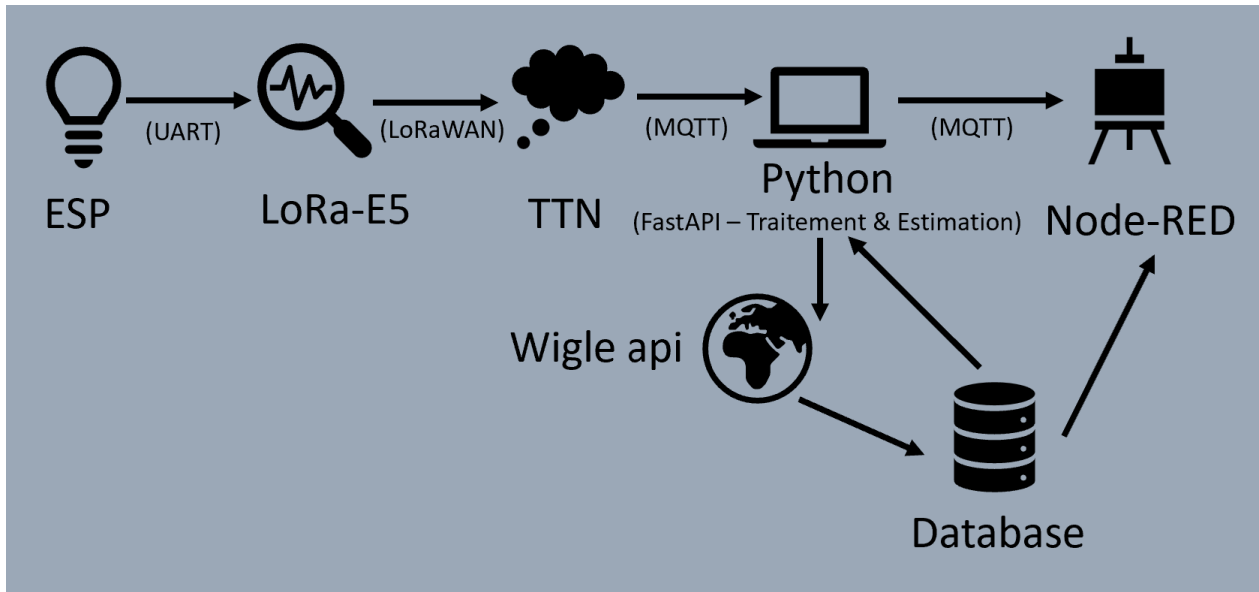 (UART)
(LoRaWAN)
(MQTT)
(MQTT)
ESP
LoRa-E5
TTN
Python
(FastAPI – Traitement & Estimation)
Node-RED
Wigle api
Database